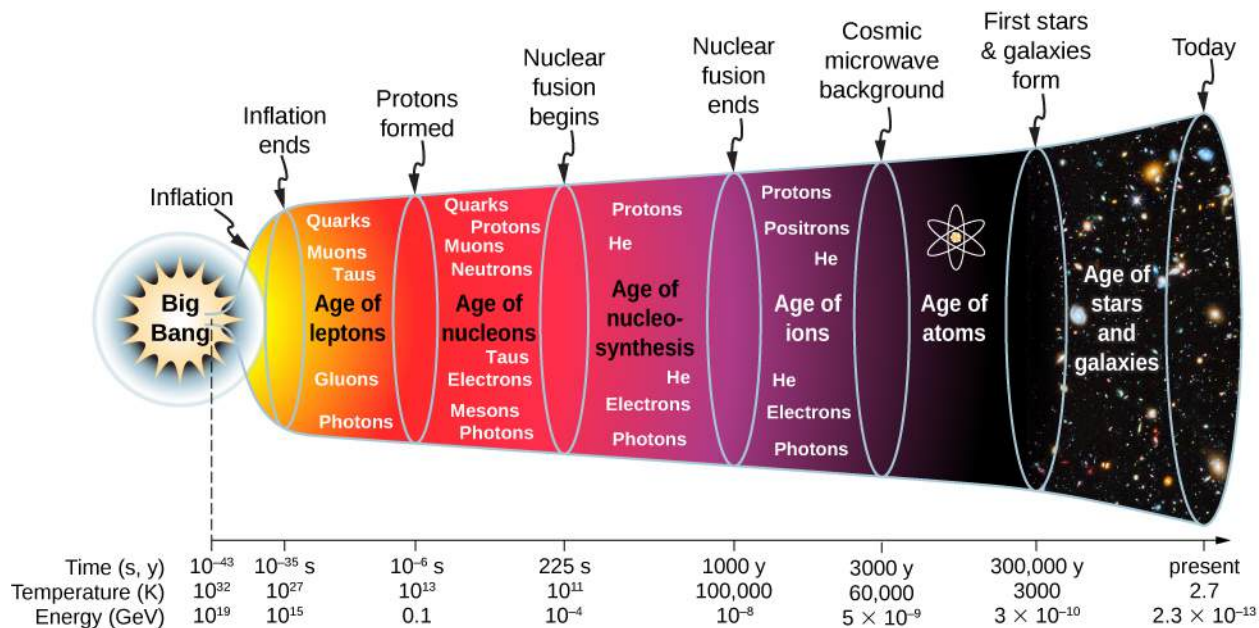 Inflation
Inflation
ends
Protons
formed
Nuclear
fusion
begins
Nuclear
fusion
ends
Cosmic
microwave
background
First stars
& galaxies
form
Today
Big
Bang
Quarks
Muons
Taus
Age of
leptons
Gluons
Photons
Quarks
Protons
Muons
Neutrons
Age of
nucleons
Taus
Electrons
Mesons
Photons
Protons
He
Age of
nucleo-
synthesis
He
Electrons
Photons
Protons
Positrons
He
Age of
ions
He
Electrons
Photons
Age of
atoms
Age of
stars
and
galaxies
Time (s, y) 10⁻⁴³ 10⁻³⁵ s 10⁻⁶ s 225 s 1000 y 3000 y 300,000 y present
Temperature (K) 10³² 10²⁷ 10¹³ 10¹¹ 100,000 60,000 3000 2.7
Energy (GeV) 10¹⁹ 10¹⁵ 0.1 10⁻⁴ 10⁻⁸ 5 × 10⁻⁹ 3 × 10⁻¹⁰ 2.3 × 10⁻¹³